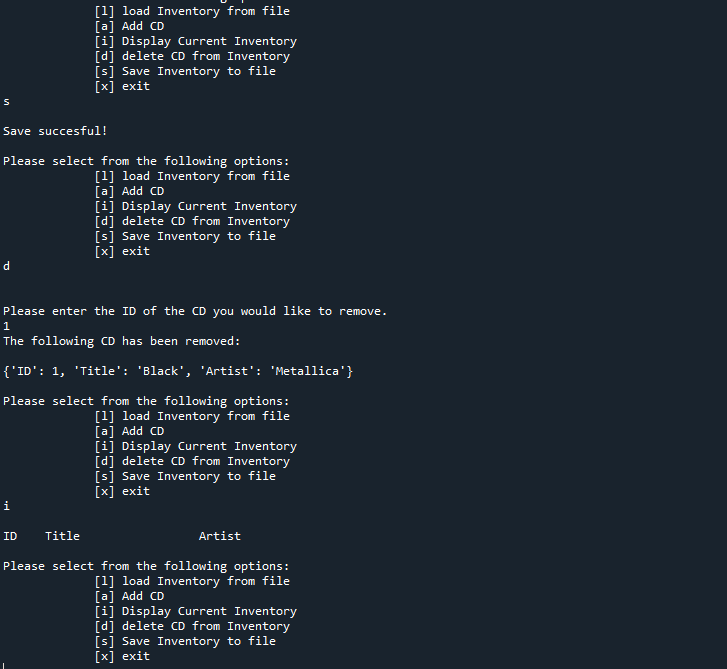 [l] load Inventory from file
[a] Add CD
[i] Display Current Inventory
[d] delete CD from Inventory
[s] Save Inventory to file
[x] exit
s
Save succesful!
Please select from the following options:
[l] load Inventory from file
[a] Add CD
[i] Display Current Inventory
[d] delete CD from Inventory
[s] Save Inventory to file
[x] exit
d
Please enter the ID of the CD you would like to remove.
1
The following CD has been removed:
{'ID': 1, 'Title': 'Black', 'Artist': 'Metallica'}
Please select from the following options:
[l] load Inventory from file
[a] Add CD
[i] Display Current Inventory
[d] delete CD from Inventory
[s] Save Inventory to file
[x] exit
i
ID Title Artist
Please select from the following options:
[l] load Inventory from file
[a] Add CD
[i] Display Current Inventory
[d] delete CD from Inventory
[s] Save Inventory to file
[x] exit